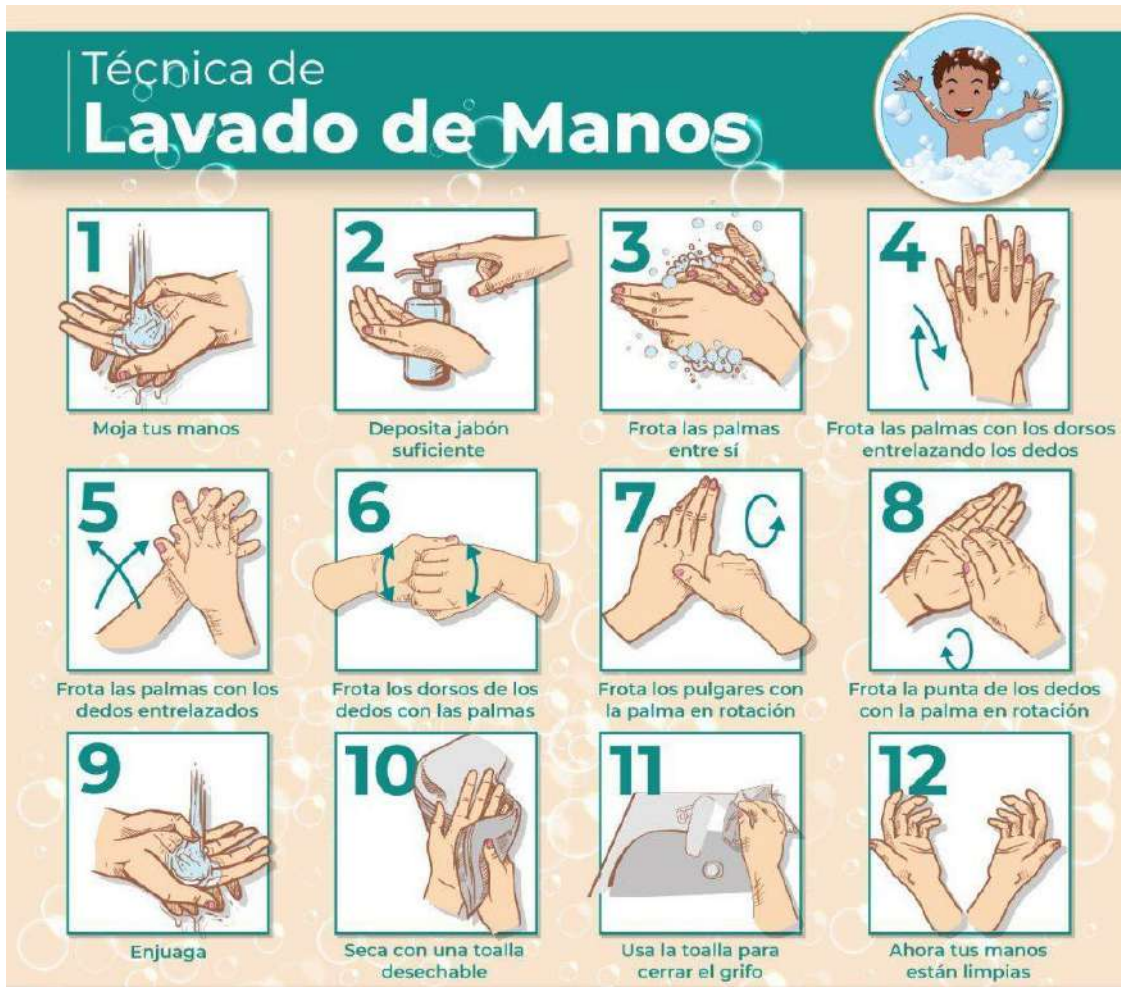 Técnica de
Lavado de Manos
1
Moja tus manos
2
Deposita jabón
suficiente
3
Frota las palmas
entre sí
4
Frota las palmas con los dorsos
entrelazando los dedos
5
Frota las palmas con los
dedos entrelazados
6
Frota los dorsos de los
dedos con las palmas
7
Frota los pulgares con
la palma en rotación
8
Frota la punta de los dedos
con la palma en rotación
9
Enjuaga
10
Seca con una toalla
desechable
11
Usa la toalla para
cerrar el grifo
12
Ahora tus manos
están limpias